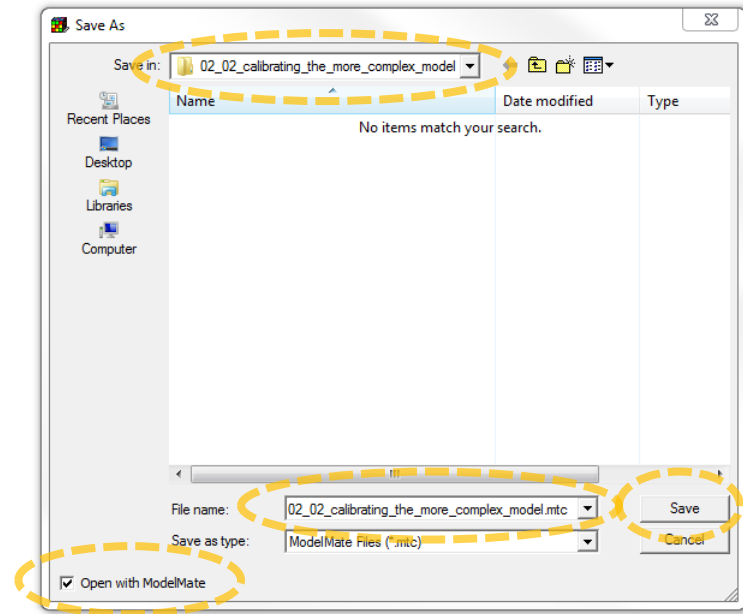 Save As
Save in: 02_02_calibrating_the_more_complex_model
Recent Places
Desktop
Libraries
Computer
Name Date modified Type
No items match your search.
File name: 02_02_calibrating_the_more_complex_model.mtc Save
Save as type: ModelMate Files (*.mtc) Cancel
Open with ModelMate